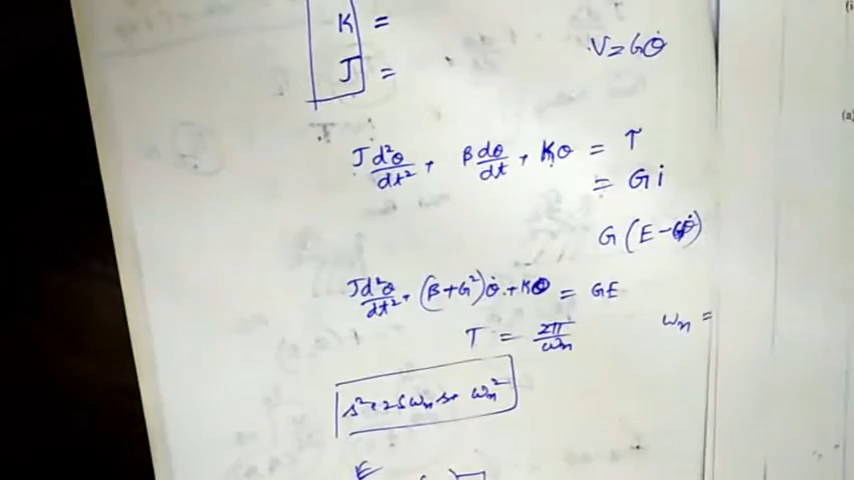 K =
V = Gθ̇
J =
J d²θ/dt² + β dθ/dt + Kθ = T
= Gi
G(E - Gθ̇)
J d²θ/dt² + (β+G²)θ̇ + Kθ = GE
T = 2π/ωn
ωn =
s² + 2ζωn s + ωn²
E
(a)